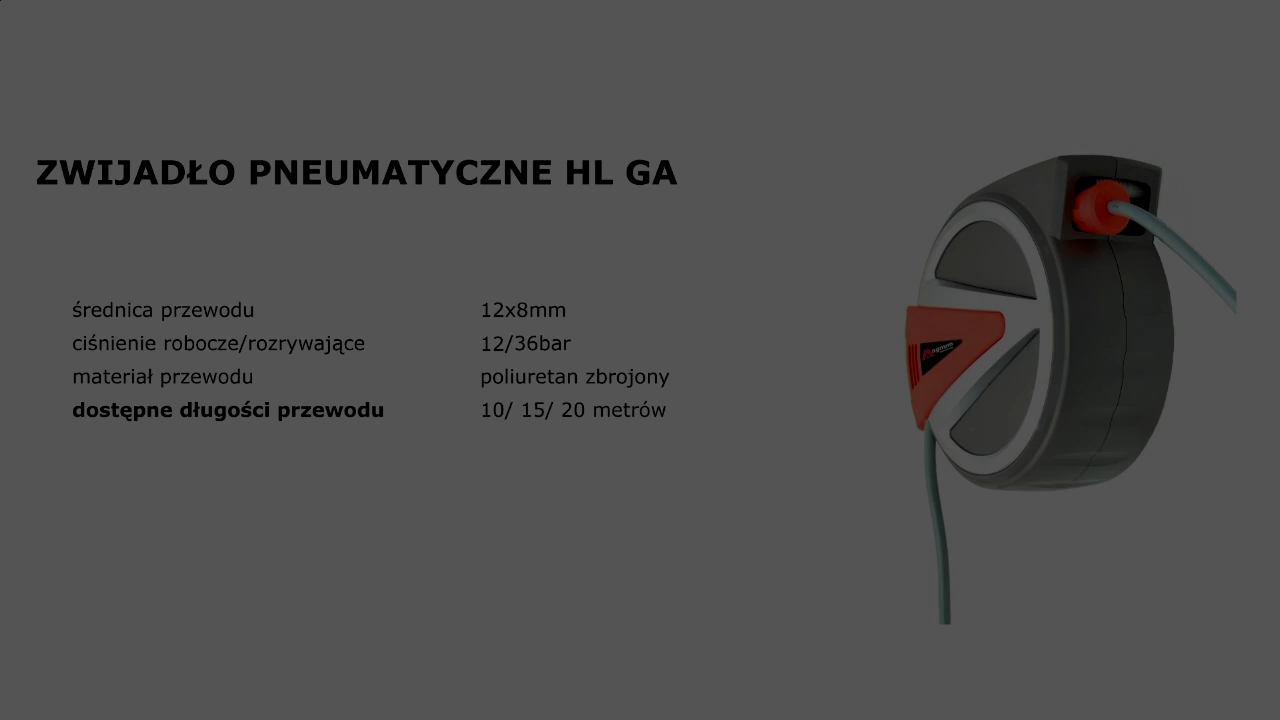 ZWIJADŁO PNEUMATYCZNE HL GA
średnica przewodu 12x8mm
ciśnienie robocze/rozrywające 12/36bar
materiał przewodu poliuretan zbrojony
dostępne długości przewodu 10/ 15/ 20 metrów